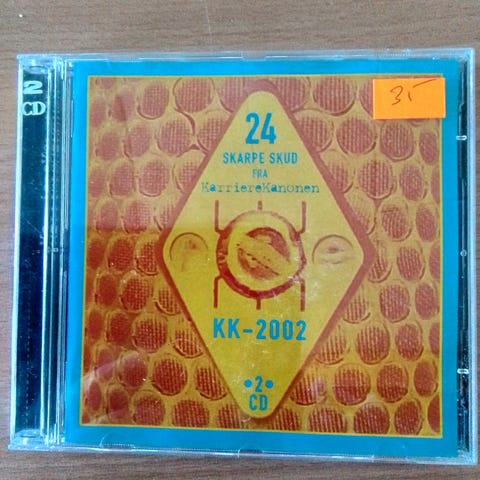 2
CD
35,-
24
SKARPE SKUD
FRA
KarriereKanonen
KK-2002
•2•
CD